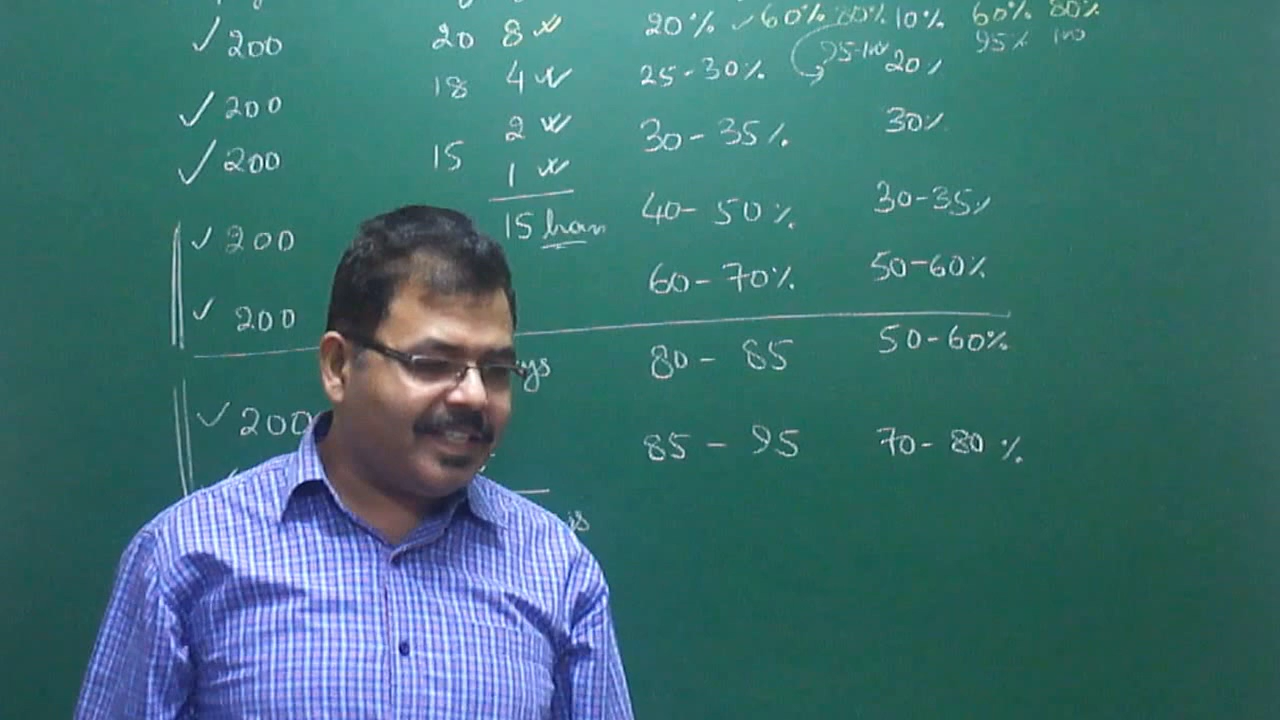 ✓ 200 20 8 20% ✓ 60% 80% 10% 60% 80%
95-100 95% 100
18 4 25-30% 20%
✓ 200 2 30-35% 30%
✓ 200 15 1
15 40-50% 30-35%
✓ 200
60-70% 50-60%
✓ 200
80-85 50-60%
✓ 200 85-95 70-80%